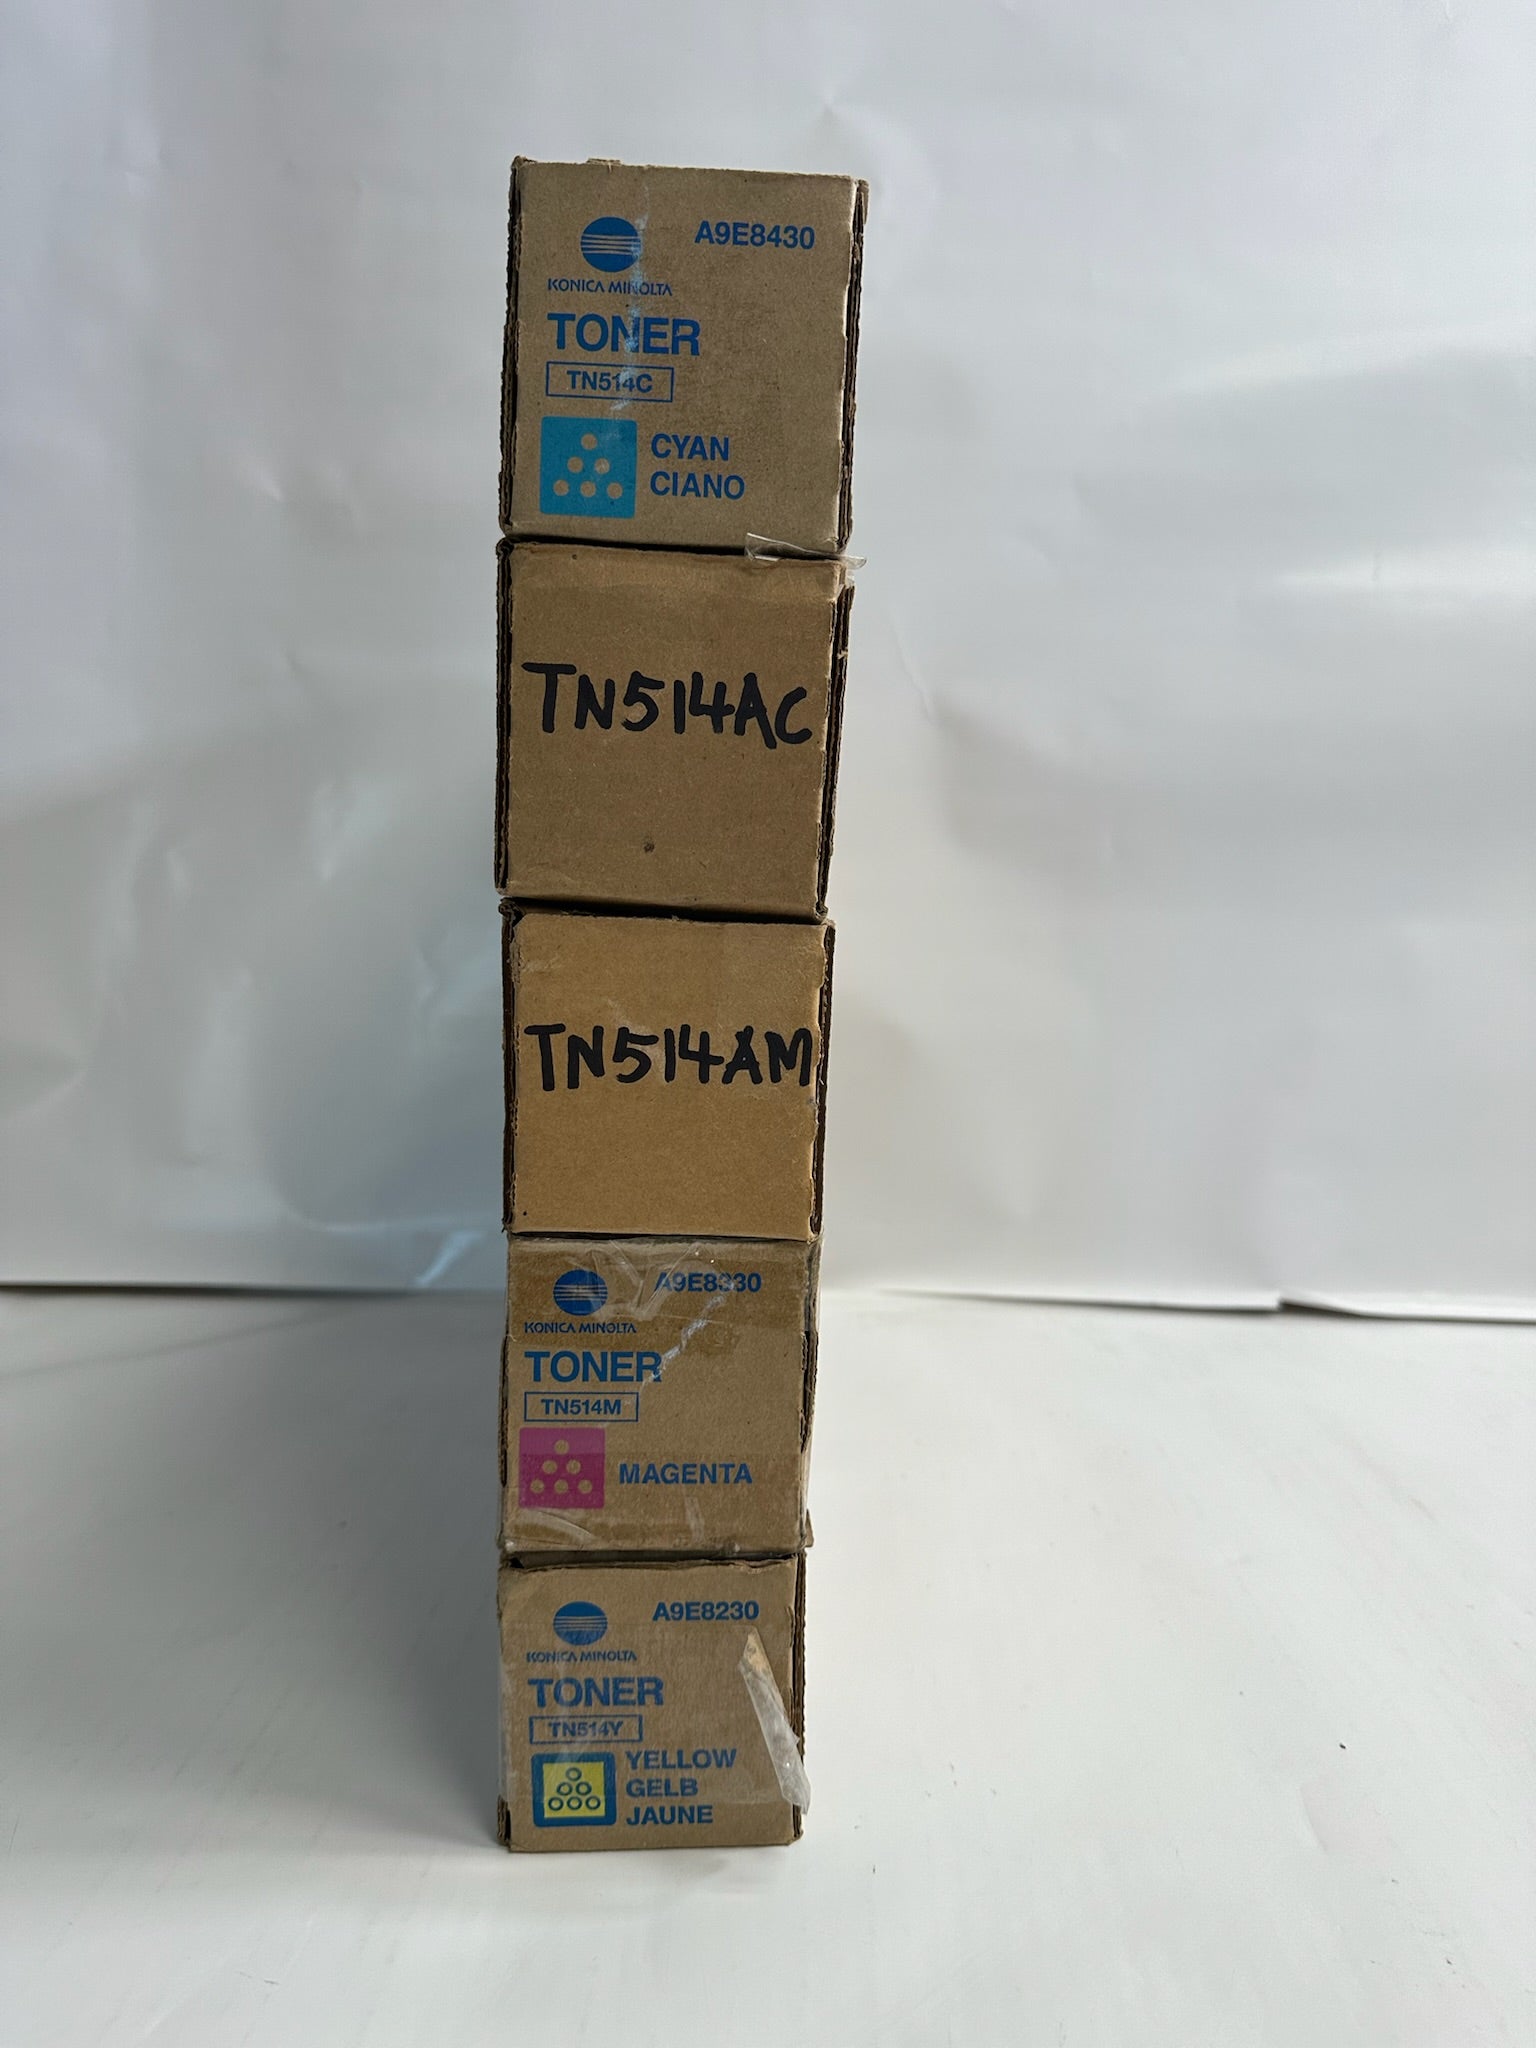 A9E8430
KONICA MINOLTA
TONER
TN514C
CYAN
CIANO
TN514AC
TN514AM
A9E8330
KONICA MINOLTA
TONER
TN514M
MAGENTA
A9E8230
KONICA MINOLTA
TONER
TN514Y
YELLOW
GELB
JAUNE